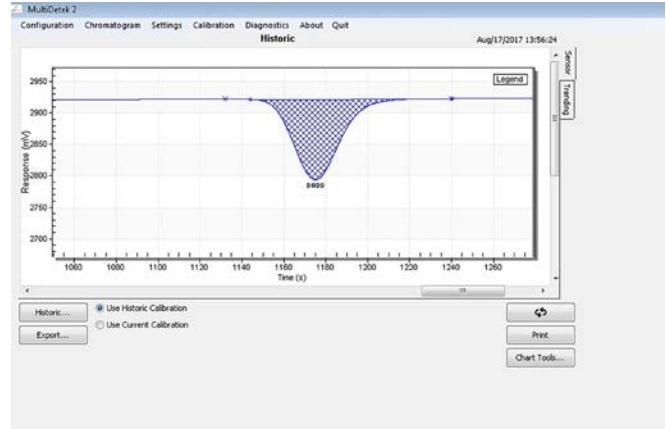 MultiDetek 2
Configuration Chromatogram Settings Calibration Diagnostics About Quit
Historic
Aug/17/2017 13:56:24
Sensor
Trending
Legend
Response (mV)
2950
2900
2850
2800
2750
2700
DMDG
1060 1080 1100 1120 1140 1160 1180 1200 1220 1240 1260
Time (s)
Historic...
Use Historic Calibration
Export...
Use Current Calibration
Print
Chart Tools...